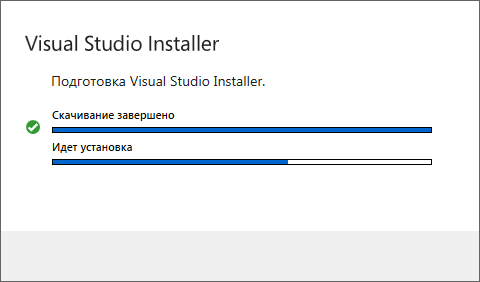 Visual Studio Installer
Подготовка Visual Studio Installer.
Скачивание завершено
Идет установка